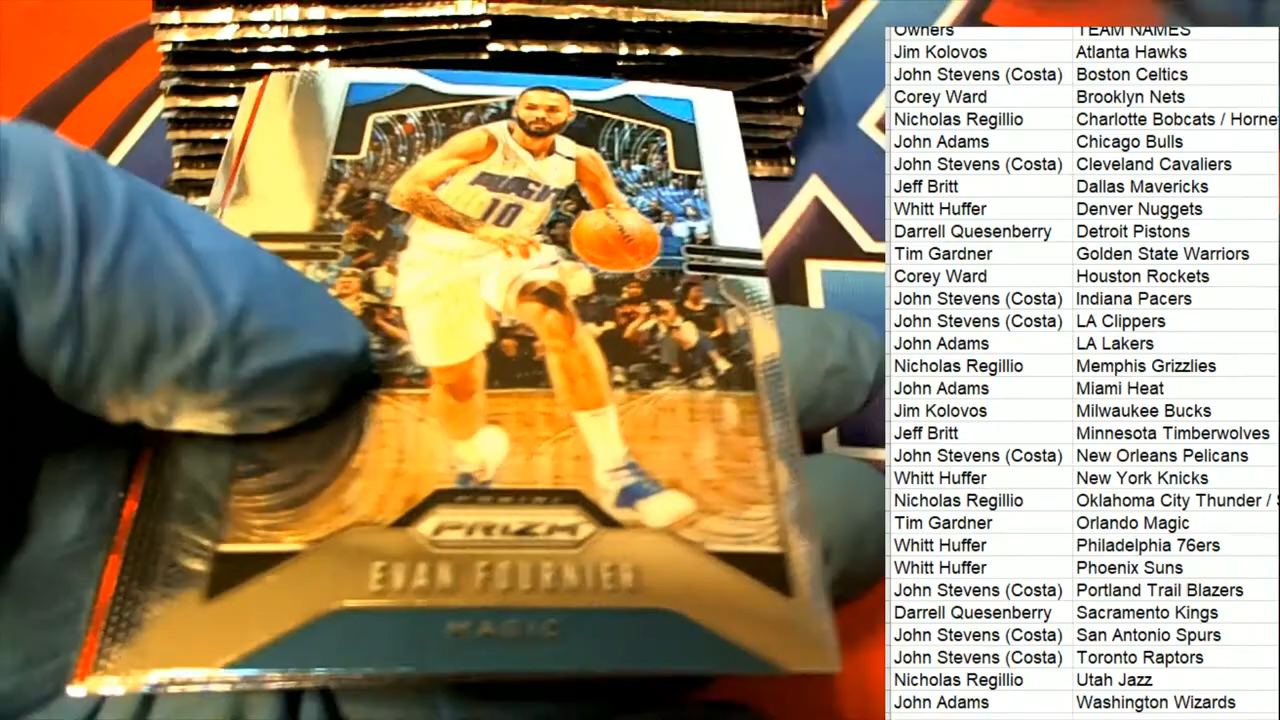 MAGIC
10
PANINI
PRIZM
EVAN FOURNIER
MAGIC
Owners TEAM NAMES
Jim Kolovos Atlanta Hawks
John Stevens (Costa) Boston Celtics
Corey Ward Brooklyn Nets
Nicholas Regillio Charlotte Bobcats / Horne
John Adams Chicago Bulls
John Stevens (Costa) Cleveland Cavaliers
Jeff Britt Dallas Mavericks
Whitt Huffer Denver Nuggets
Darrell Quesenberry Detroit Pistons
Tim Gardner Golden State Warriors
Corey Ward Houston Rockets
John Stevens (Costa) Indiana Pacers
John Stevens (Costa) LA Clippers
John Adams LA Lakers
Nicholas Regillio Memphis Grizzlies
John Adams Miami Heat
Jim Kolovos Milwaukee Bucks
Jeff Britt Minnesota Timberwolves
John Stevens (Costa) New Orleans Pelicans
Whitt Huffer New York Knicks
Nicholas Regillio Oklahoma City Thunder /
Tim Gardner Orlando Magic
Whitt Huffer Philadelphia 76ers
Whitt Huffer Phoenix Suns
John Stevens (Costa) Portland Trail Blazers
Darrell Quesenberry Sacramento Kings
John Stevens (Costa) San Antonio Spurs
John Stevens (Costa) Toronto Raptors
Nicholas Regillio Utah Jazz
John Adams Washington Wizards